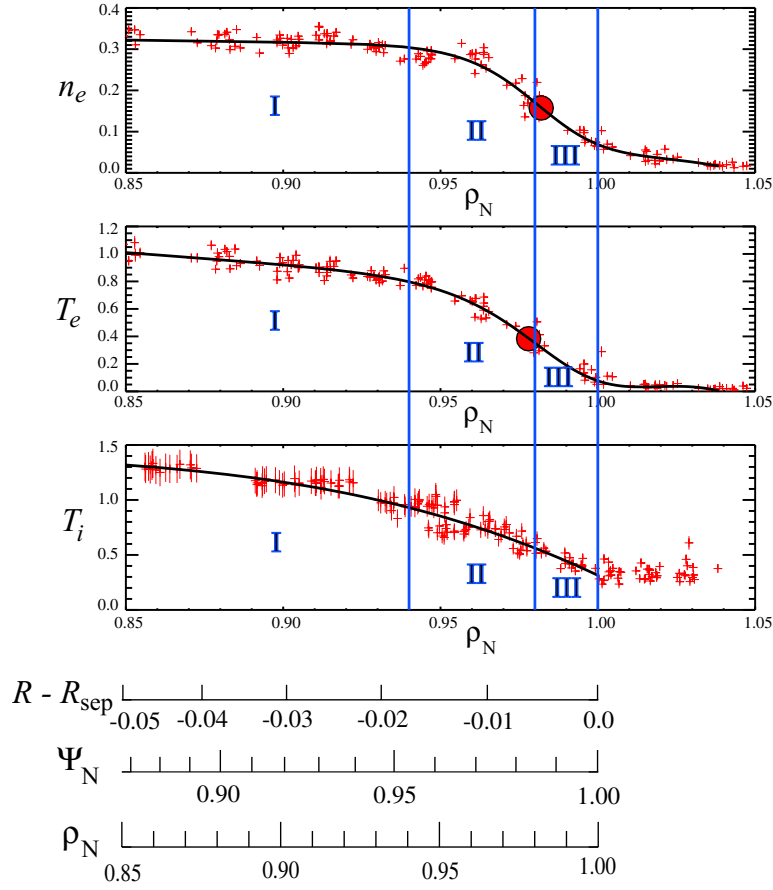 0.4
0.3
0.2
0.1
0.0
n_e
I
II
III
0.85 0.90 0.95 1.00 1.05
ρ_N
1.2
1.0
0.8
0.6
0.4
0.2
0.0
T_e
I
II
III
0.85 0.90 0.95 1.00 1.05
ρ_N
1.5
1.0
0.5
0.0
T_i
I
II
III
0.85 0.90 0.95 1.00 1.05
ρ_N
R - R_sep
-0.05 -0.04 -0.03 -0.02 -0.01 0.0
Ψ_N
0.90 0.95 1.00
ρ_N
0.85 0.90 0.95 1.00